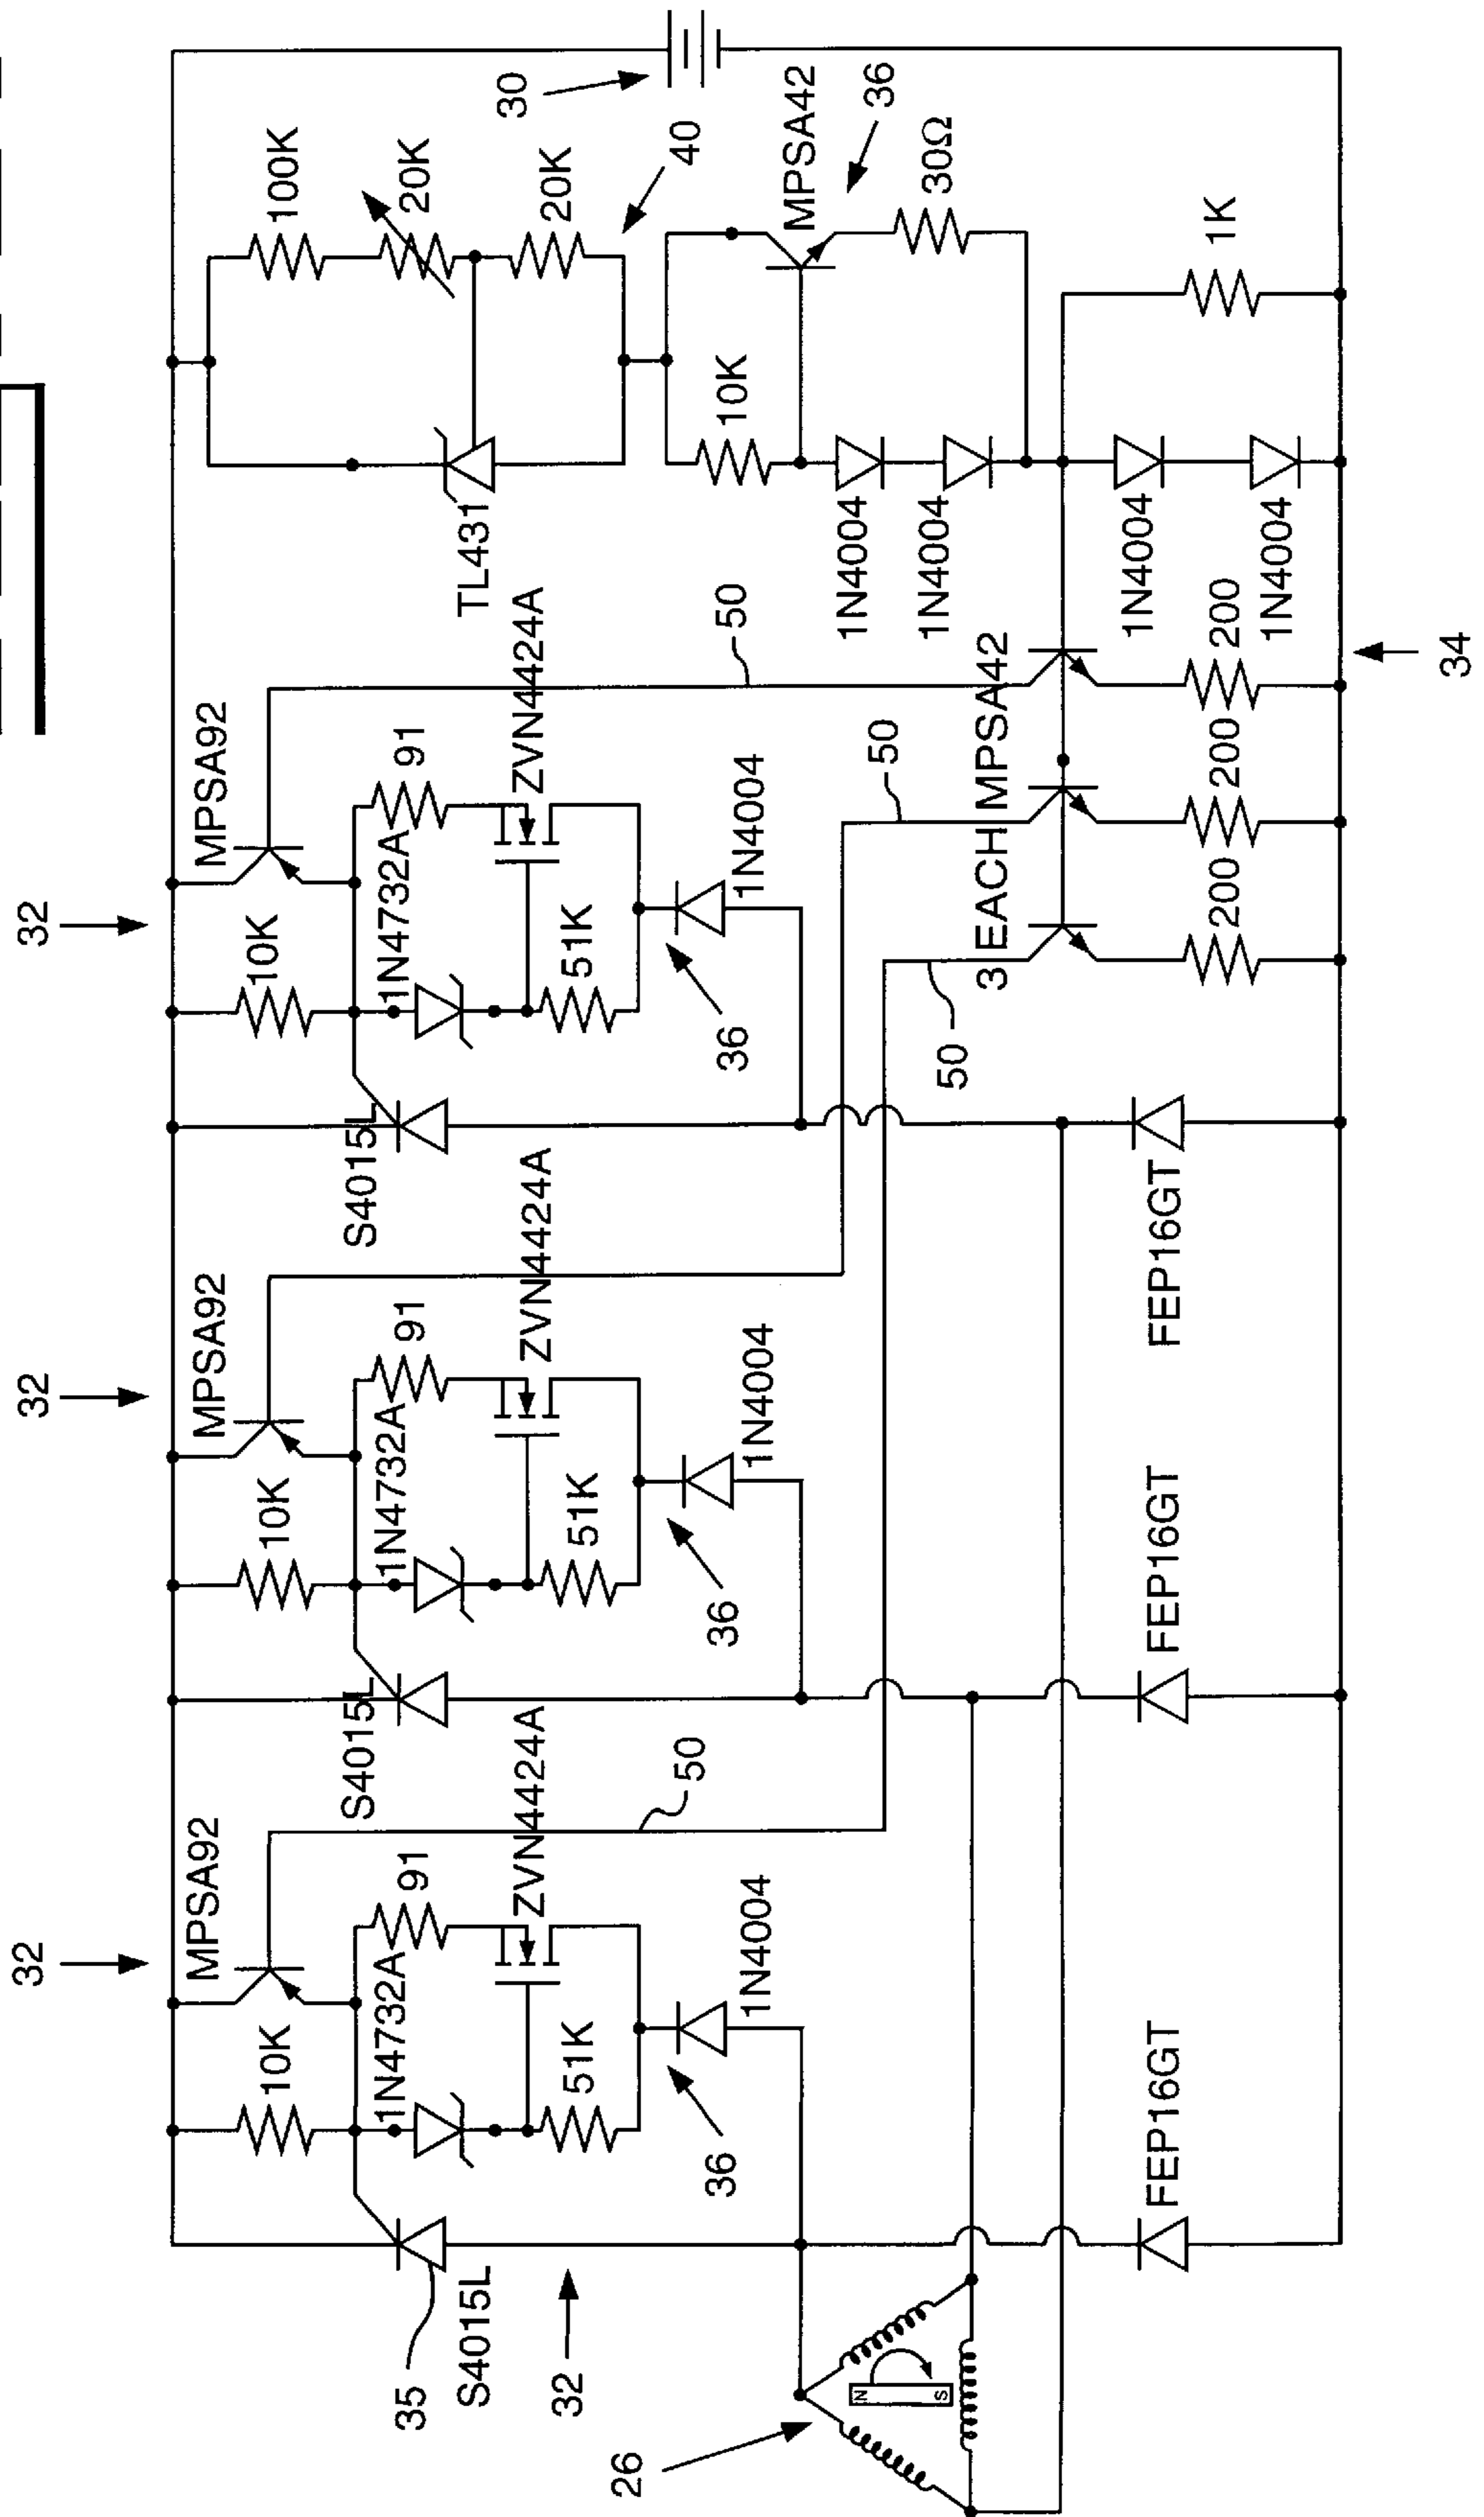 32
32
32
30
100K
20K
20K
40
MPSA42
36
30Ω
1K
10K
TL431
1N4004
1N4004
1N4004
1N4004
34
MPSA92
10K
91
1N4732A
ZVN4424A
51K
1N4004
36
S4015L
50
MPSA92
10K
91
1N4732A
ZVN4424A
51K
1N4004
36
S4015L
50
MPSA92
10K
91
1N4732A
ZVN4424A
51K
1N4004
36
S4015L
35
32
50
50
3 EACH MPSA42
200
200
200
FEP16GT
FEP16GT
FEP16GT
26
N
S